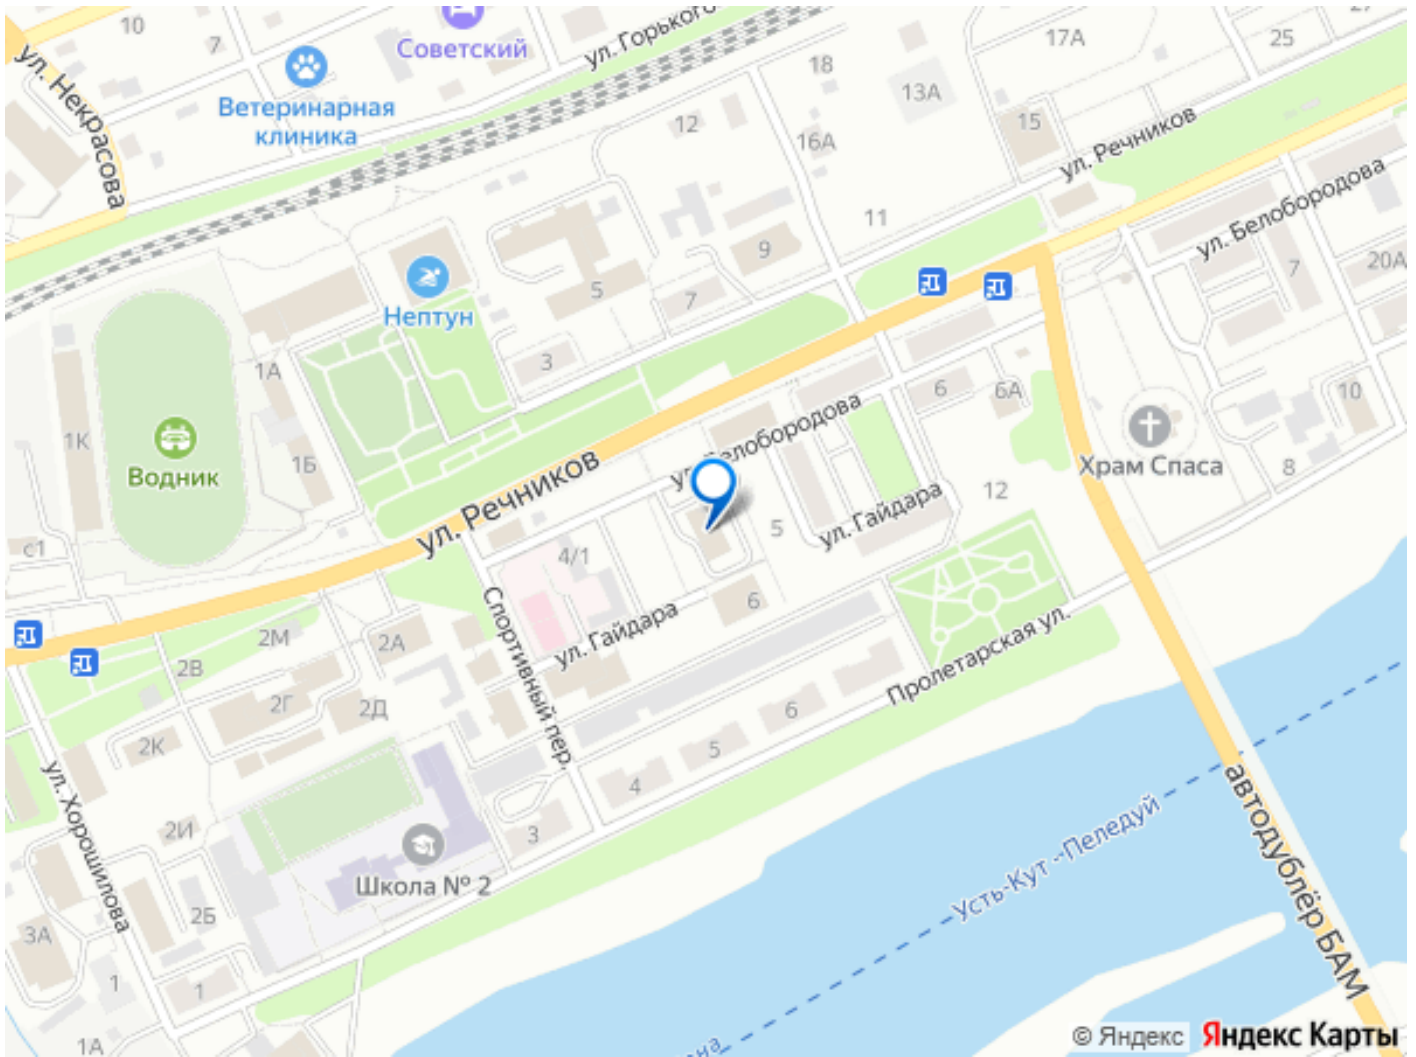 10
7
Советский
ул. Горького
17А
25
18
ул. Некрасова
Ветеринарная
клиника
13А
12
15
16А
ул. Речников
ул. Белобородова
11
9
5
7
7
20А
Нептун
3
1А
6
6А
10
1К
Водник
1Б
ул. Белобородова
Храм Спаса
8
ул. Речников
12
ул. Гайдара
5
с1
4/1
Спортивный пер.
6
ул. Гайдара
Пролетарская ул.
2М
2А
2В
2Г
2Д
6
2К
5
4
ул. Хорошилова
2И
3
Школа № 2
автодублёр БАМ
Усть-Кут - Пеледуй
2Б
3А
1
1
1А
© Яндекс Яндекс Карты